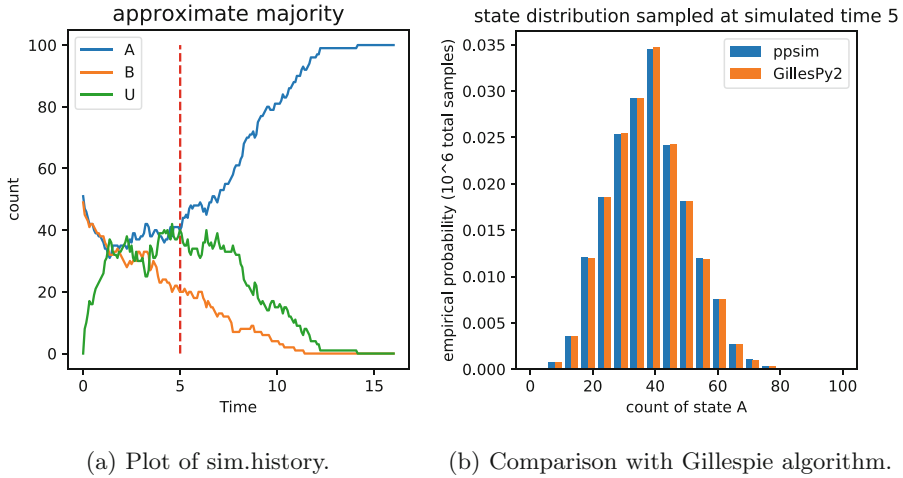 approximate majority
A
B
U
100
80
60
40
20
0
count
0
5
10
15
Time
(a) Plot of sim.history.
state distribution sampled at simulated time 5
ppsim
GillesPy2
0.035
0.030
0.025
0.020
0.015
0.010
0.005
0.000
empirical probability (10^6 total samples)
0
20
40
60
80
100
count of state A
(b) Comparison with Gillespie algorithm.